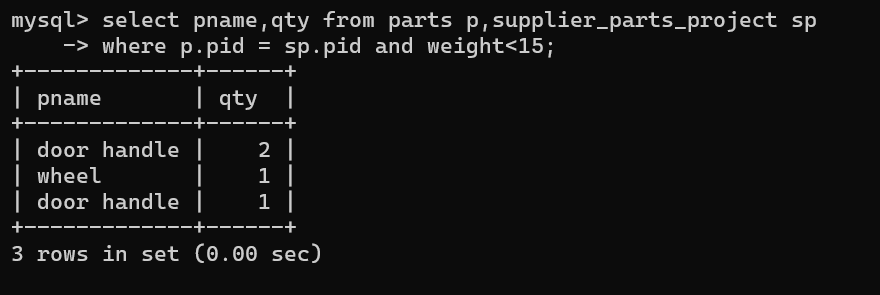 mysql> select pname,qty from parts p,supplier_parts_project sp
    -> where p.pid = sp.pid and weight<15;
+-------------+------+
| pname       | qty  |
+-------------+------+
| door handle |    2 |
| wheel       |    1 |
| door handle |    1 |
+-------------+------+
3 rows in set (0.00 sec)